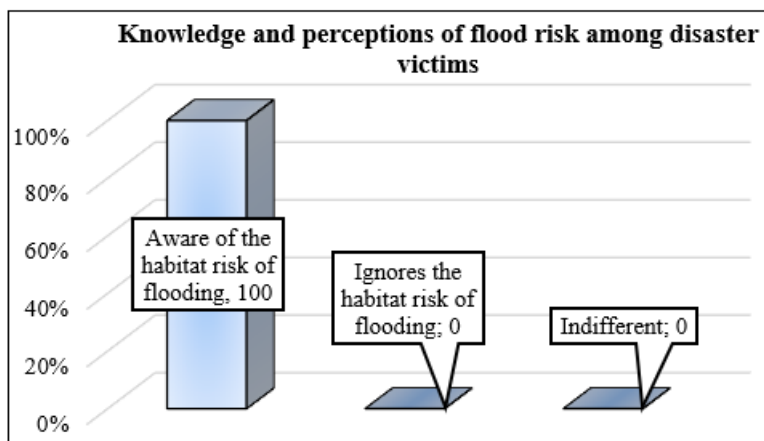 Knowledge and perceptions of flood risk among disaster
victims
100%
80%
60%
40%
20%
0%
Aware of the
habitat risk of
flooding, 100
Ignores the
habitat risk of
flooding; 0
Indifferent; 0